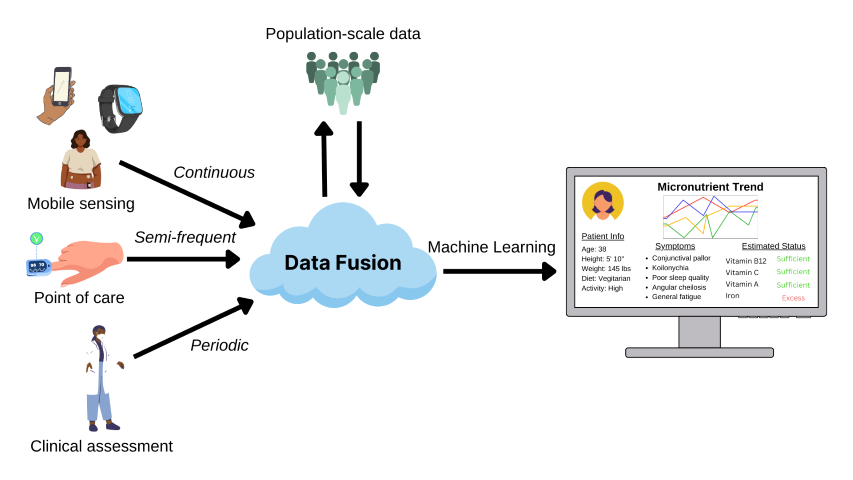 Population-scale data
Continuous
Mobile sensing
Semi-frequent
Point of care
Periodic
Clinical assessment
Data Fusion
Machine Learning
Micronutrient Trend
Patient Info
Age: 38
Height: 5' 10"
Weight: 145 lbs
Diet: Vegitarian
Activity: High
Symptoms
• Conjunctival pallor
• Koilonychia
• Poor sleep quality
• Angular cheilosis
• General fatigue
Estimated Status
Vitamin B12 Sufficient
Vitamin C Sufficient
Vitamin A Sufficient
Iron Excess